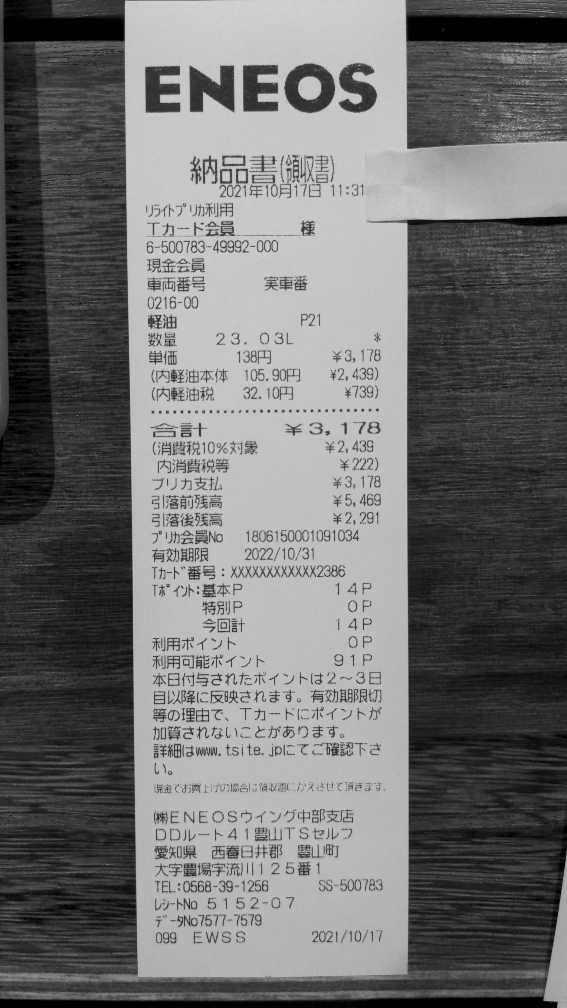 ENEOS
納品書(領収書)
2021年10月17日 11:31
リライトプリカ利用
Tカード会員 様
6-500783-49992-000
現金会員
車両番号 実車番
0216-00
軽油 P21
数量 23.03L *
単価 138円 ¥3,178
(内軽油本体 105.90円 ¥2,439)
(内軽油税 32.10円 ¥739)
合計 ¥3,178
(消費税10%対象 ¥2,439
内消費税等 ¥222)
プリカ支払 ¥3,178
引落前残高 ¥5,469
引落後残高 ¥2,291
プリカ会員No 1806150001091034
有効期限 2022/10/31
Tカード番号:XXXXXXXXXXXX2386
Tポイント:基本P 14P
特別P 0P
今回計 14P
利用ポイント 0P
利用可能ポイント 91P
本日付与されたポイントは2~3日
目以降に反映されます。有効期限切
等の理由で、Tカードにポイントが
加算されないことがあります。
詳細はwww.tsite.jpにてご確認下さ
い。
現金でお買上げの場合は領収書にかえさせて頂きます。
㈱ENEOSウイング中部支店
DDルート41豊山TSセルフ
愛知県 西春日井郡 豊山町
大字豊場字流川125番1
TEL:0568-39-1256 SS-500783
レシートNo 5152-07
データNo7577-7579
099 EWSS 2021/10/17